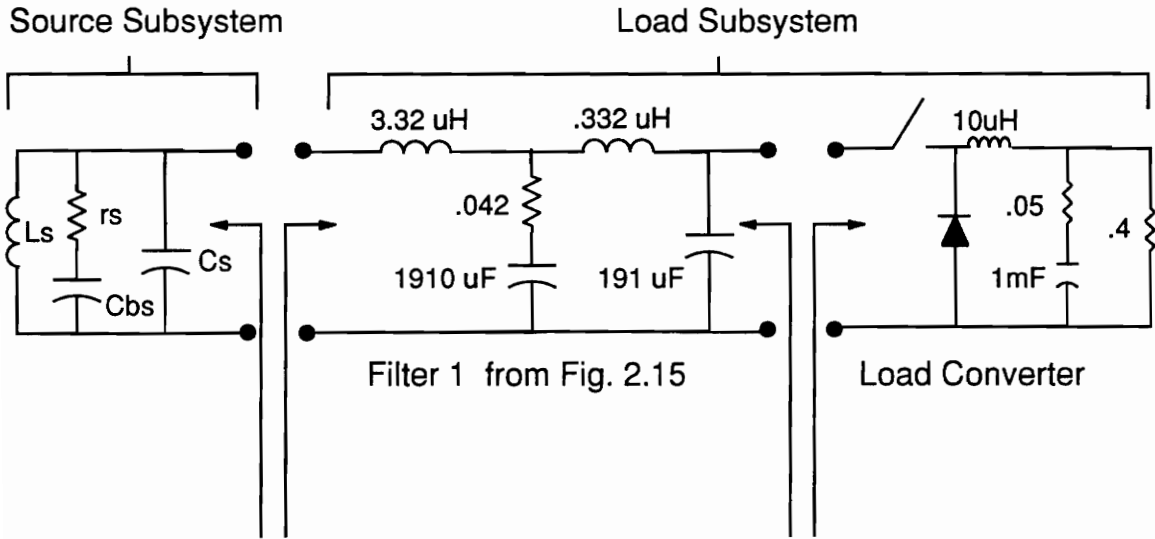 Source Subsystem
Load Subsystem
3.32 uH
.332 uH
10uH
Ls
rs
Cs
Cbs
.042
1910 uF
191 uF
.05
.4
1mF
Filter 1 from Fig. 2.15
Load Converter